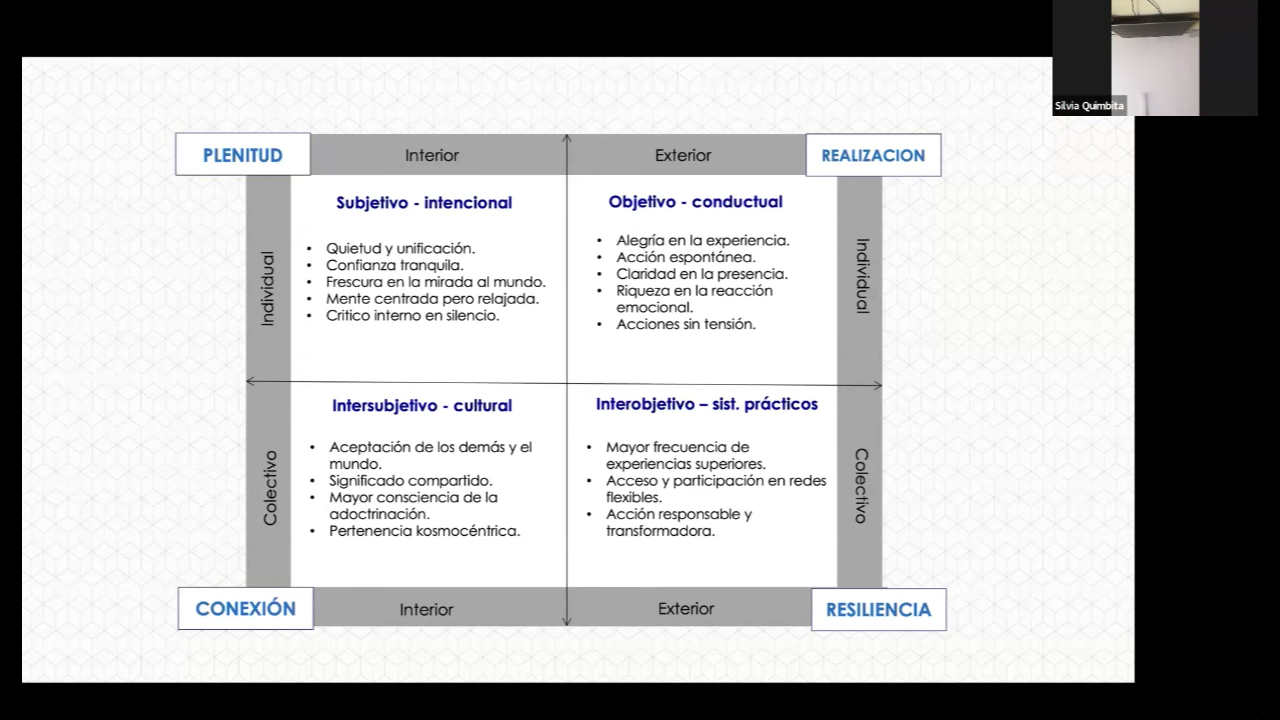 Silvia Quimbita
PLENITUD
Interior
Exterior
REALIZACION
Individual
Subjetivo - intencional
• Quietud y unificación.
• Confianza tranquila.
• Frescura en la mirada al mundo.
• Mente centrada pero relajada.
• Critico interno en silencio.
Objetivo - conductual
• Alegría en la experiencia.
• Acción espontánea.
• Claridad en la presencia.
• Riqueza en la reacción
emocional.
• Acciones sin tensión.
Individual
Colectivo
Intersubjetivo - cultural
• Aceptación de los demás y el
mundo.
• Significado compartido.
• Mayor consciencia de la
adoctrinación.
• Pertenencia kosmocéntrica.
Interobjetivo – sist. prácticos
• Mayor frecuencia de
experiencias superiores.
• Acceso y participación en redes
flexibles.
• Acción responsable y
transformadora.
Colectivo
CONEXIÓN
Interior
Exterior
RESILIENCIA